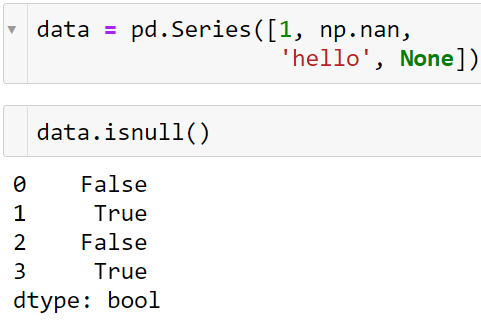 data = pd.Series([1, np.nan,
'hello', None])
data.isnull()
0 False
1 True
2 False
3 True
dtype: bool